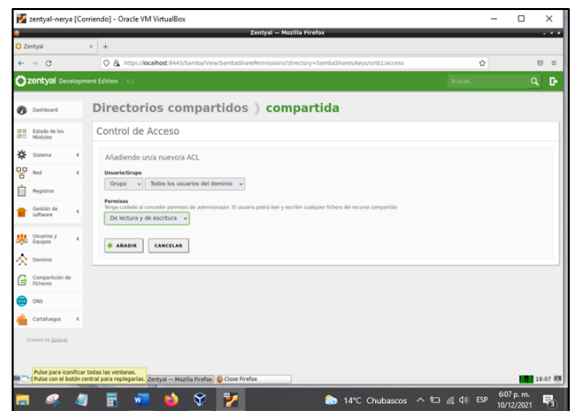 zentyal-nerya [Corriendo] - Oracle VM VirtualBox
Zentyal — Mozilla Firefox
Zentyal
https://localhost:8443/Samba/View/SambaSharePermissions?directory=SambaShares/keys/smb1/access
zentyal Development Edition
Buscar...
Directorios compartidos compartida
Dashboard
Estado de los
Módulos
Sistema
Red
Registros
Gestión de
software
Usuarios y
Equipos
Dominio
Compartición de
Ficheros
DNS
Cortafuegos
Created by Zentyal
Control de Acceso
Añadiendo un/a nuevo/a ACL
Usuario/Grupo
Grupo Todos los usuarios del dominio
Permisos
Tenga cuidado al conceder permisos de administrador. El usuario podrá leer y escribir cualquier fichero del recurso compartido
De lectura y de escritura
AÑADIR CANCELAR
Pulse para iconificar todas las ventanas.
Pulse con el botón central para replegarlas.
Zentyal — Mozilla Firefox
Close Firefox
18:07
14°C Chubascos
ESP
6:07 p. m.
10/12/2021